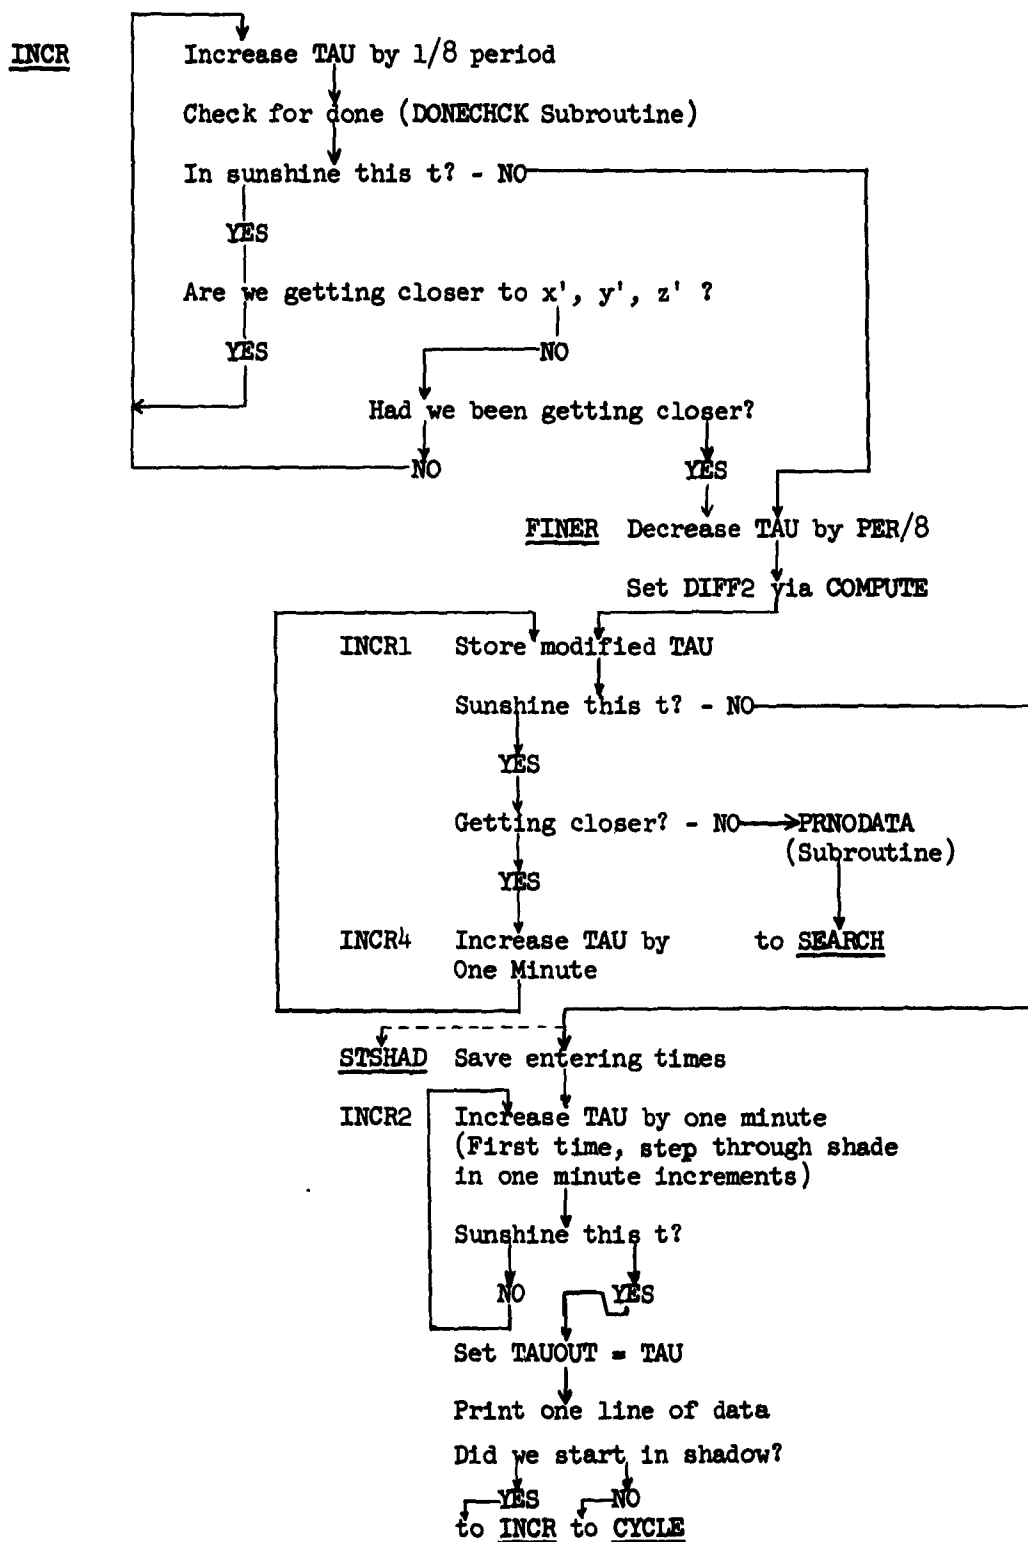 INCR Increase TAU by 1/8 period
Check for done (DONECHCK Subroutine)
In sunshine this t? - NO
YES
Are we getting closer to x', y', z' ?
YES
NO
Had we been getting closer?
NO YES
FINER Decrease TAU by PER/8
Set DIFF2 via COMPUTE
INCR1 Store modified TAU
Sunshine this t? - NO
YES
Getting closer? - NO PRNODATA
(Subroutine)
YES
INCR4 Increase TAU by to SEARCH
One Minute
STSHAD Save entering times
INCR2 Increase TAU by one minute
(First time, step through shade
in one minute increments)
Sunshine this t?
NO YES
Set TAUOUT = TAU
Print one line of data
Did we start in shadow?
YES NO
to INCR to CYCLE